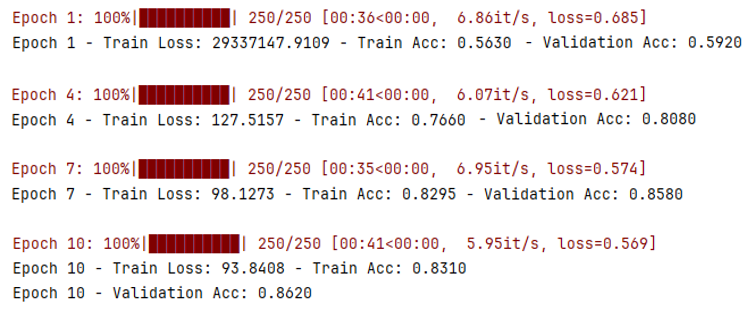 Epoch 1: 100%|██████████| 250/250 [00:36<00:00,  6.86it/s, loss=0.685]
Epoch 1 - Train Loss: 29337147.9109 - Train Acc: 0.5630 - Validation Acc: 0.5920
Epoch 4: 100%|██████████| 250/250 [00:41<00:00,  6.07it/s, loss=0.621]
Epoch 4 - Train Loss: 127.5157 - Train Acc: 0.7660 - Validation Acc: 0.8080
Epoch 7: 100%|██████████| 250/250 [00:35<00:00,  6.95it/s, loss=0.574]
Epoch 7 - Train Loss: 98.1273 - Train Acc: 0.8295 - Validation Acc: 0.8580
Epoch 10: 100%|██████████| 250/250 [00:41<00:00,  5.95it/s, loss=0.569]
Epoch 10 - Train Loss: 93.8408 - Train Acc: 0.8310
Epoch 10 - Validation Acc: 0.8620